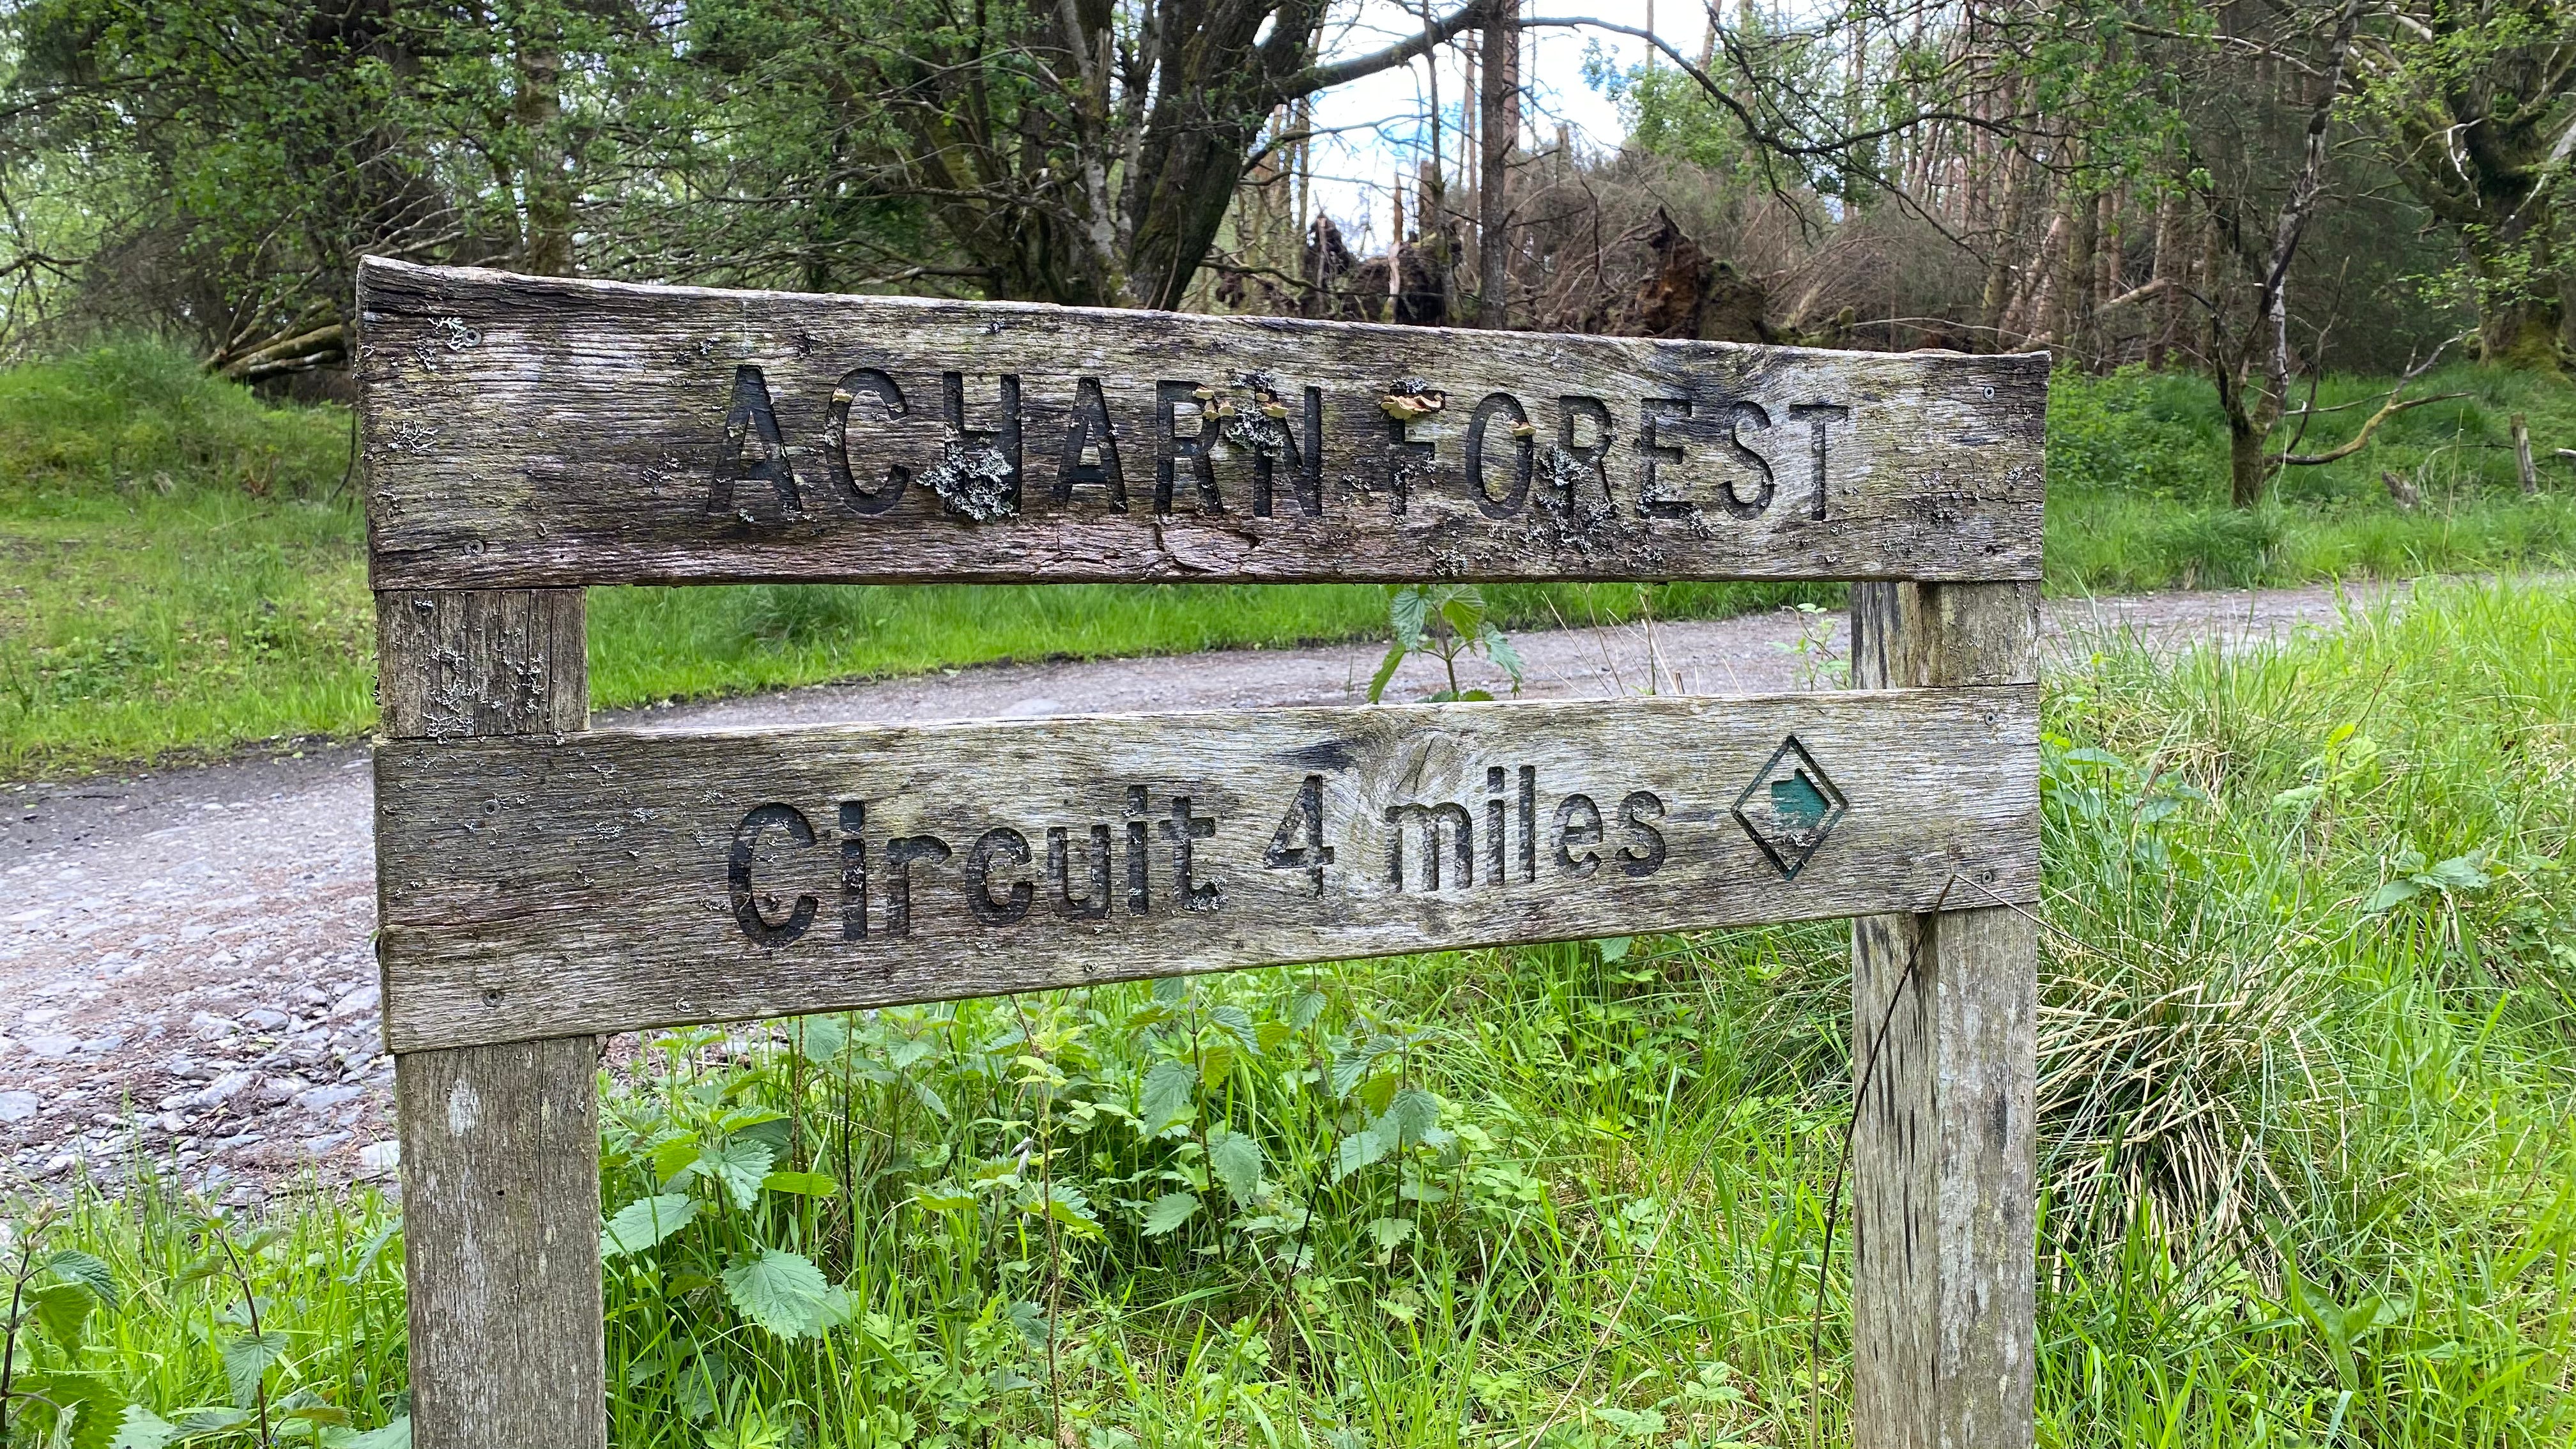 ACHARN FOREST
Circuit 4 miles